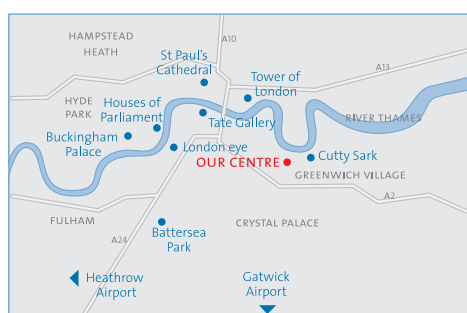 HAMPSTEAD
HEATH
A10
St Paul's
Cathedral
A13
Tower of
London
HYDE
PARK
Houses of
Parliament
RIVER THAMES
Tate Gallery
Buckingham
Palace
London eye
OUR CENTRE
Cutty Sark
GREENWICH VILLAGE
A2
FULHAM
CRYSTAL PALACE
A24
Battersea
Park
Heathrow
Airport
Gatwick
Airport